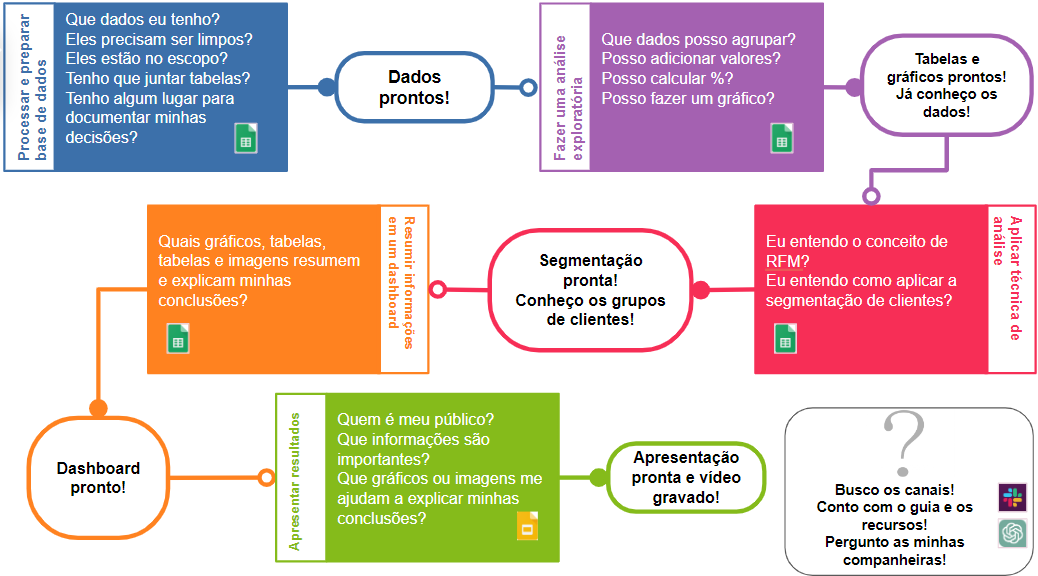 Processar e preparar
base de dados
Que dados eu tenho?
Eles precisam ser limpos?
Eles estão no escopo?
Tenho que juntar tabelas?
Tenho algum lugar para
documentar minhas
decisões?
Dados
prontos!
Fazer uma análise
exploratória
Que dados posso agrupar?
Posso adicionar valores?
Posso calcular %?
Posso fazer um gráfico?
Tabelas e
gráficos prontos!
Já conheço os
dados!
Aplicar técnica de
análise
Eu entendo o conceito de
RFM?
Eu entendo como aplicar a
segmentação de clientes?
Segmentação
pronta!
Conheço os grupos
de clientes!
Resumir informações
em um dashboard
Quais gráficos, tabelas,
tabelas e imagens resumem
e explicam minhas
conclusões?
Dashboard
pronto!
Apresentar resultados
Quem é meu público?
Que informações são
importantes?
Que gráficos ou imagens me
ajudam a explicar minhas
conclusões?
Apresentação
pronta e vídeo
gravado!
?
Busco os canais!
Conto com o guia e os
recursos!
Pergunto as minhas
companheiras!